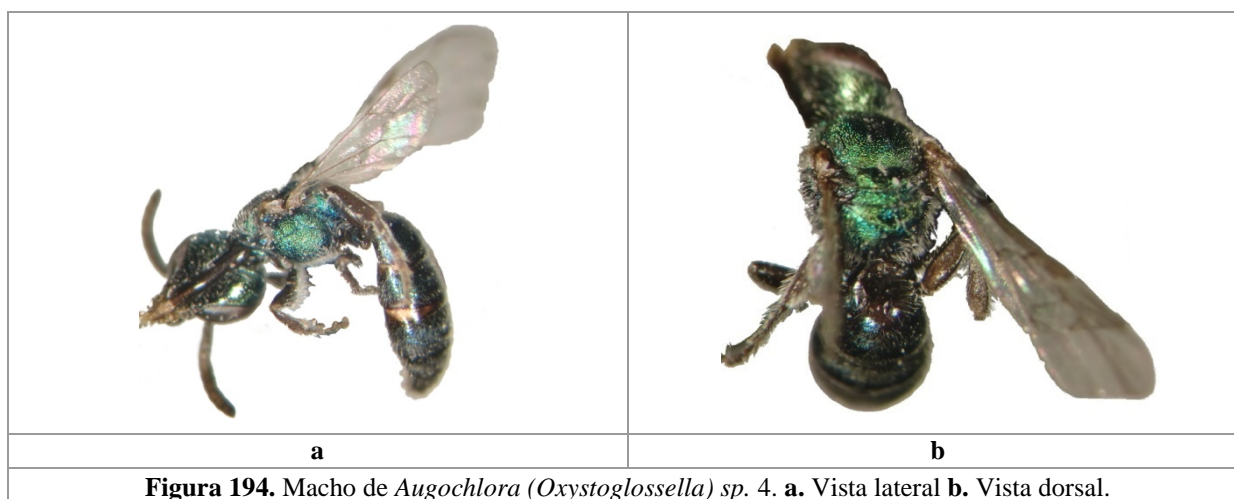 a
b
Figura 194. Macho de Augochlora (Oxystoglossella) sp. 4. a. Vista lateral b. Vista dorsal.